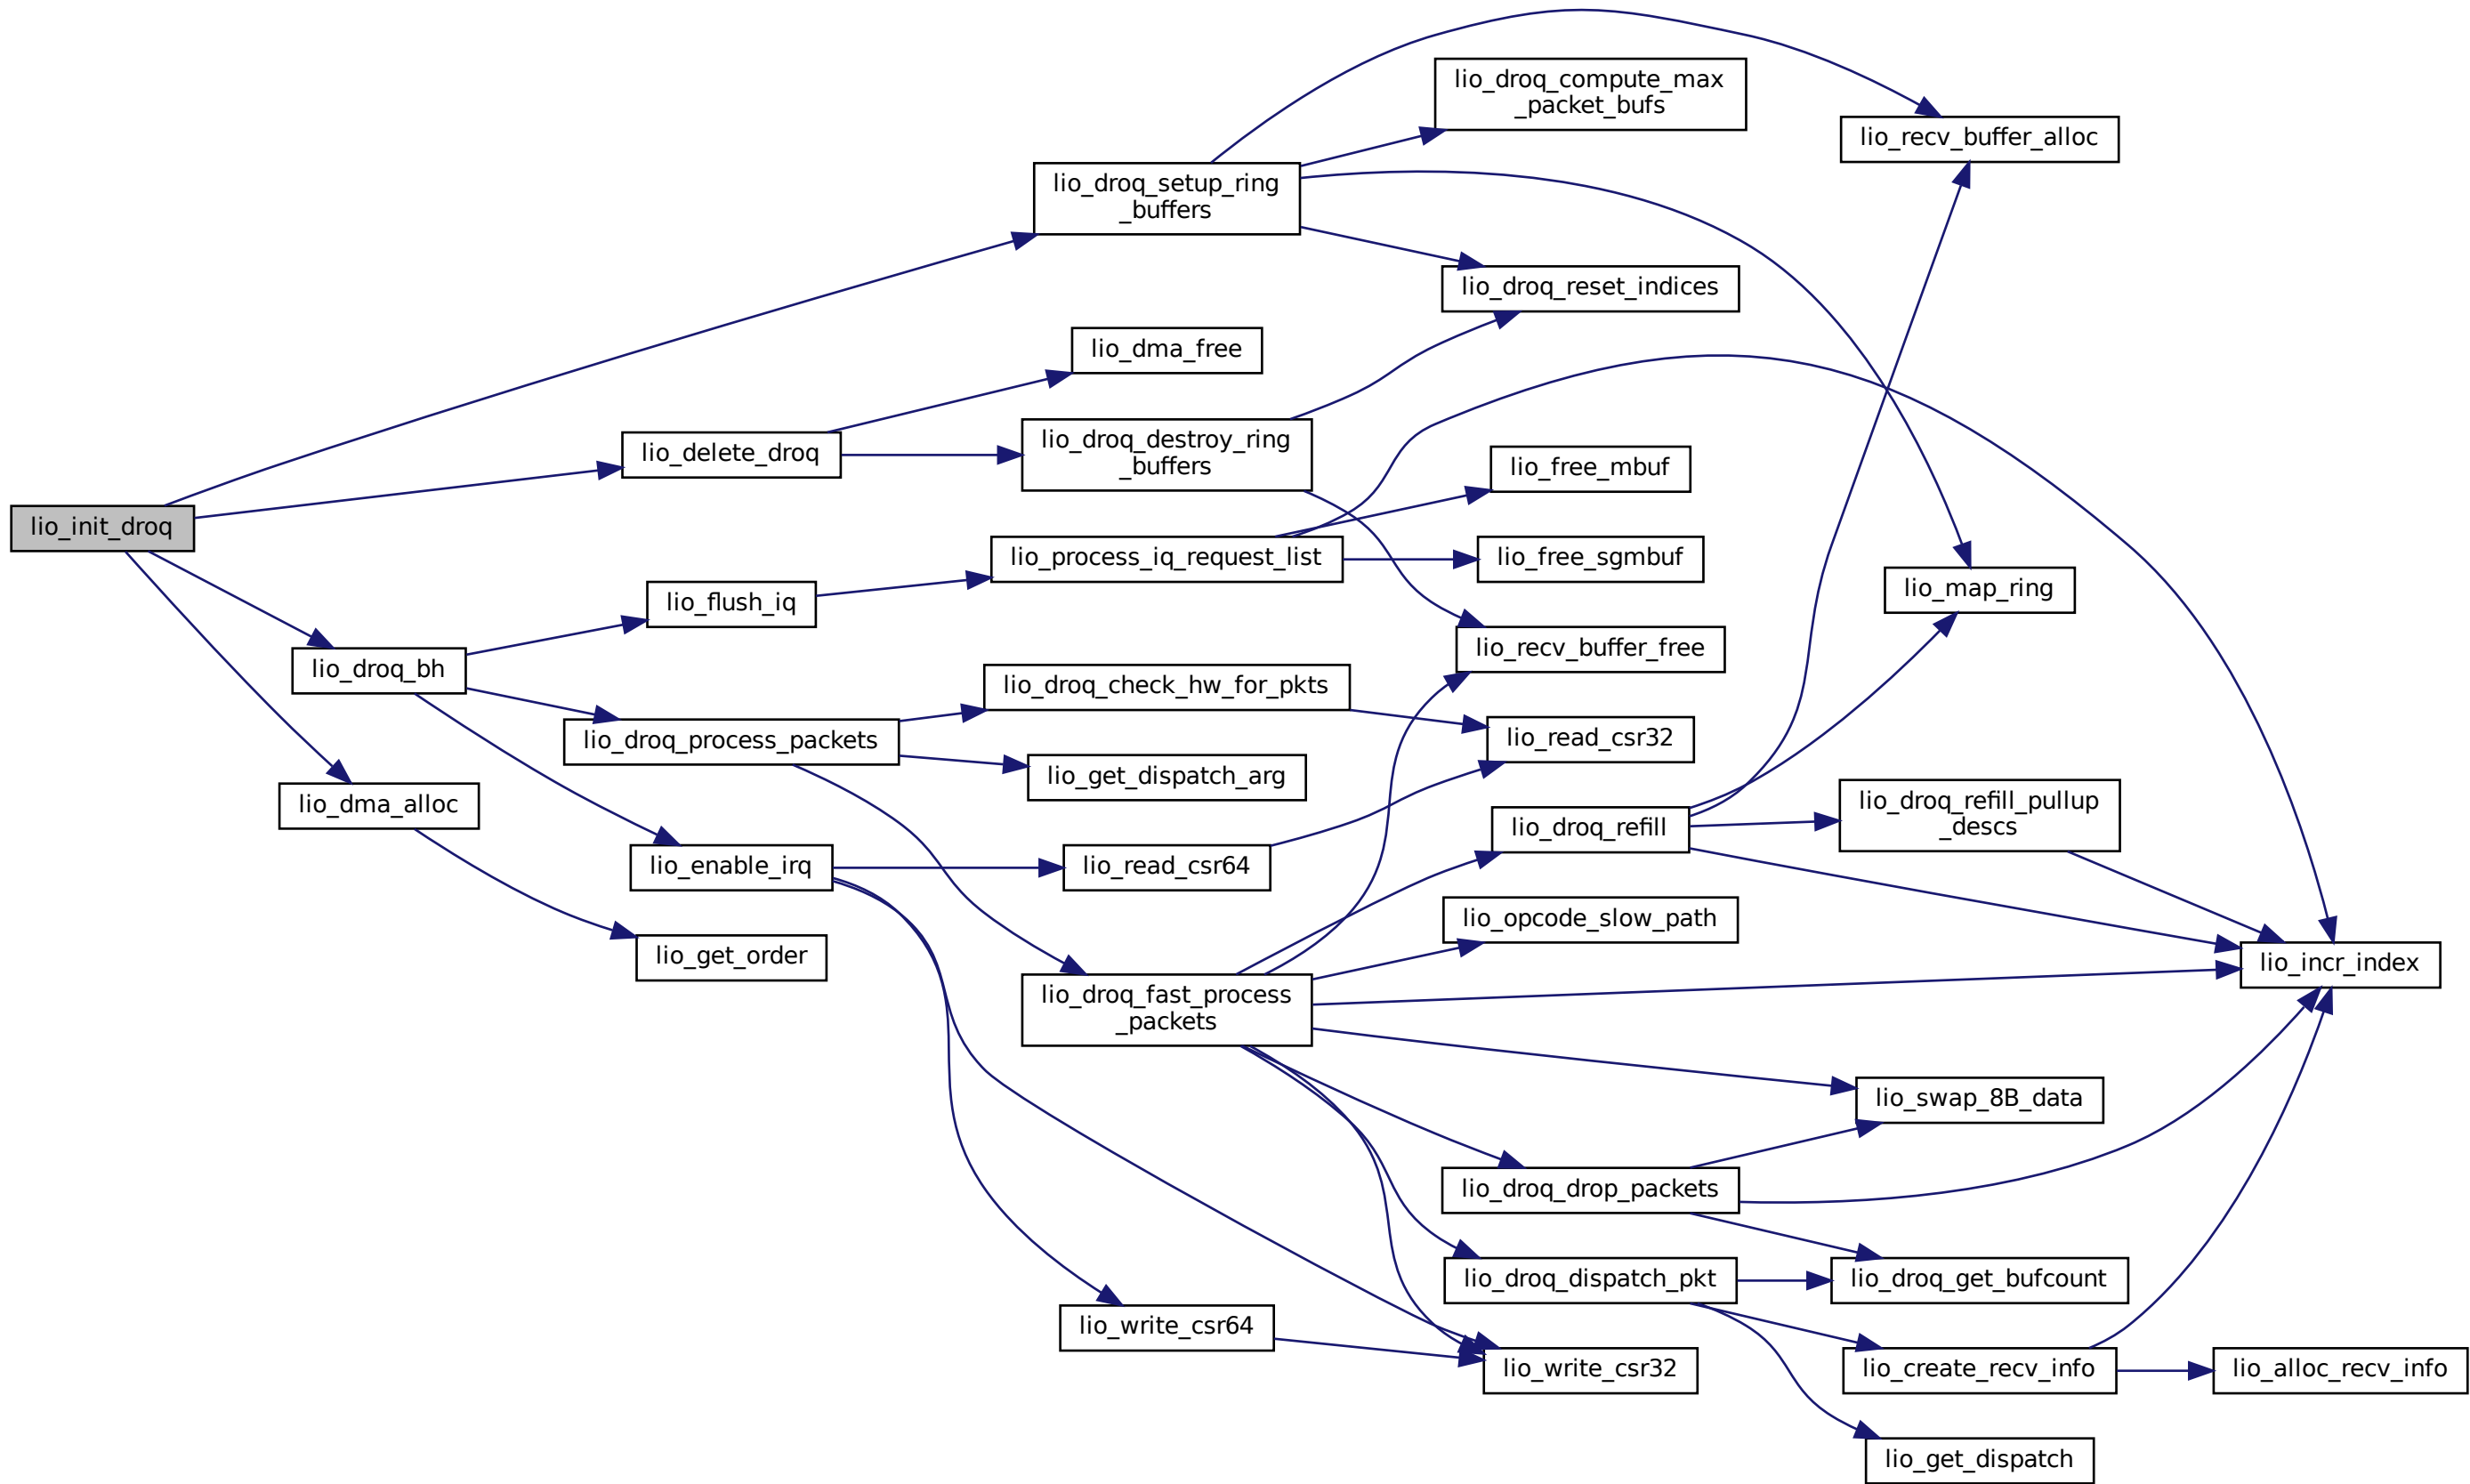 lio_droq_compute_max
_packet_bufs
lio_recv_buffer_alloc
lio_droq_setup_ring
_buffers
lio_droq_reset_indices
lio_dma_free
lio_delete_droq
lio_droq_destroy_ring
_buffers
lio_free_mbuf
lio_init_droq
lio_process_iq_request_list
lio_free_sgmbuf
lio_map_ring
lio_flush_iq
lio_recv_buffer_free
lio_droq_bh
lio_droq_check_hw_for_pkts
lio_droq_process_packets
lio_read_csr32
lio_get_dispatch_arg
lio_dma_alloc
lio_droq_refill
lio_droq_refill_pullup
_descs
lio_enable_irq
lio_read_csr64
lio_opcode_slow_path
lio_get_order
lio_incr_index
lio_droq_fast_process
_packets
lio_swap_8B_data
lio_droq_drop_packets
lio_droq_dispatch_pkt
lio_droq_get_bufcount
lio_write_csr64
lio_write_csr32
lio_create_recv_info
lio_alloc_recv_info
lio_get_dispatch